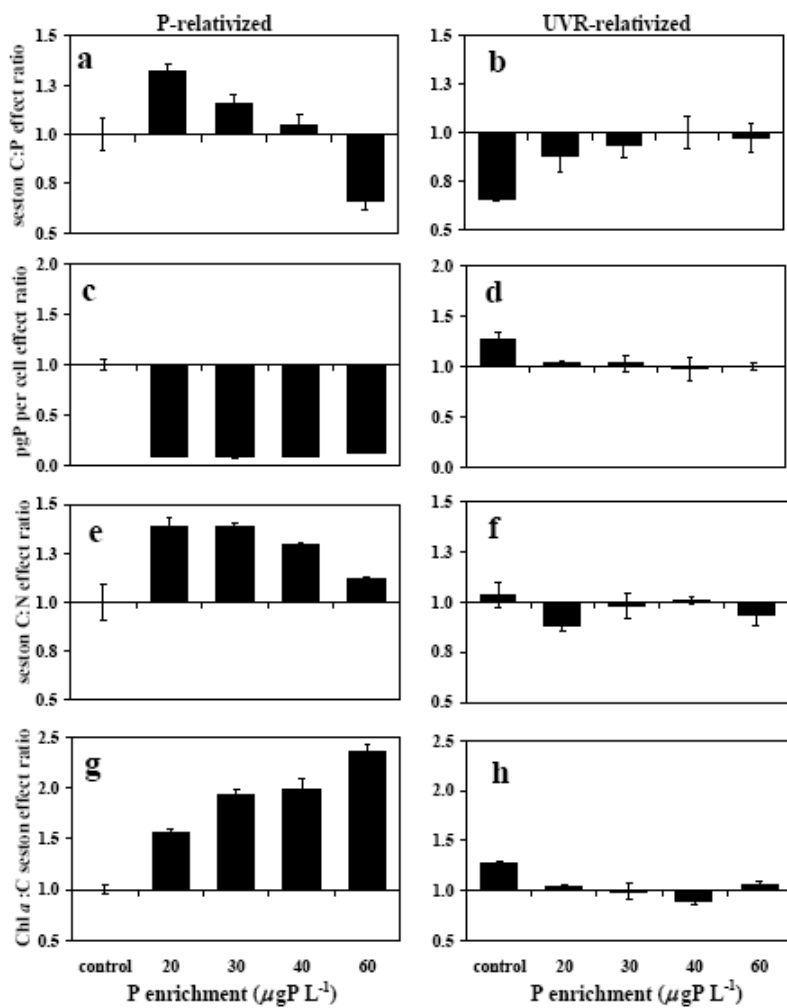 P-relativized UVR-relativized
a
1.5
1.3
1.0
0.8
0.5
seston C:P effect ratio
b
1.5
1.3
1.0
0.8
0.5
c
2.0
1.5
1.0
0.5
0.0
pgP per cell effect ratio
d
2.0
1.5
1.0
0.5
0.0
e
1.5
1.3
1.0
0.8
0.5
seston C:N effect ratio
f
1.5
1.3
1.0
0.8
0.5
g
2.5
2.0
1.5
1.0
0.5
Chl a :C seston effect ratio
h
2.5
2.0
1.5
1.0
0.5
control 20 30 40 60
control 20 30 40 60
P enrichment (μgP L-1)
P enrichment (μgP L-1)